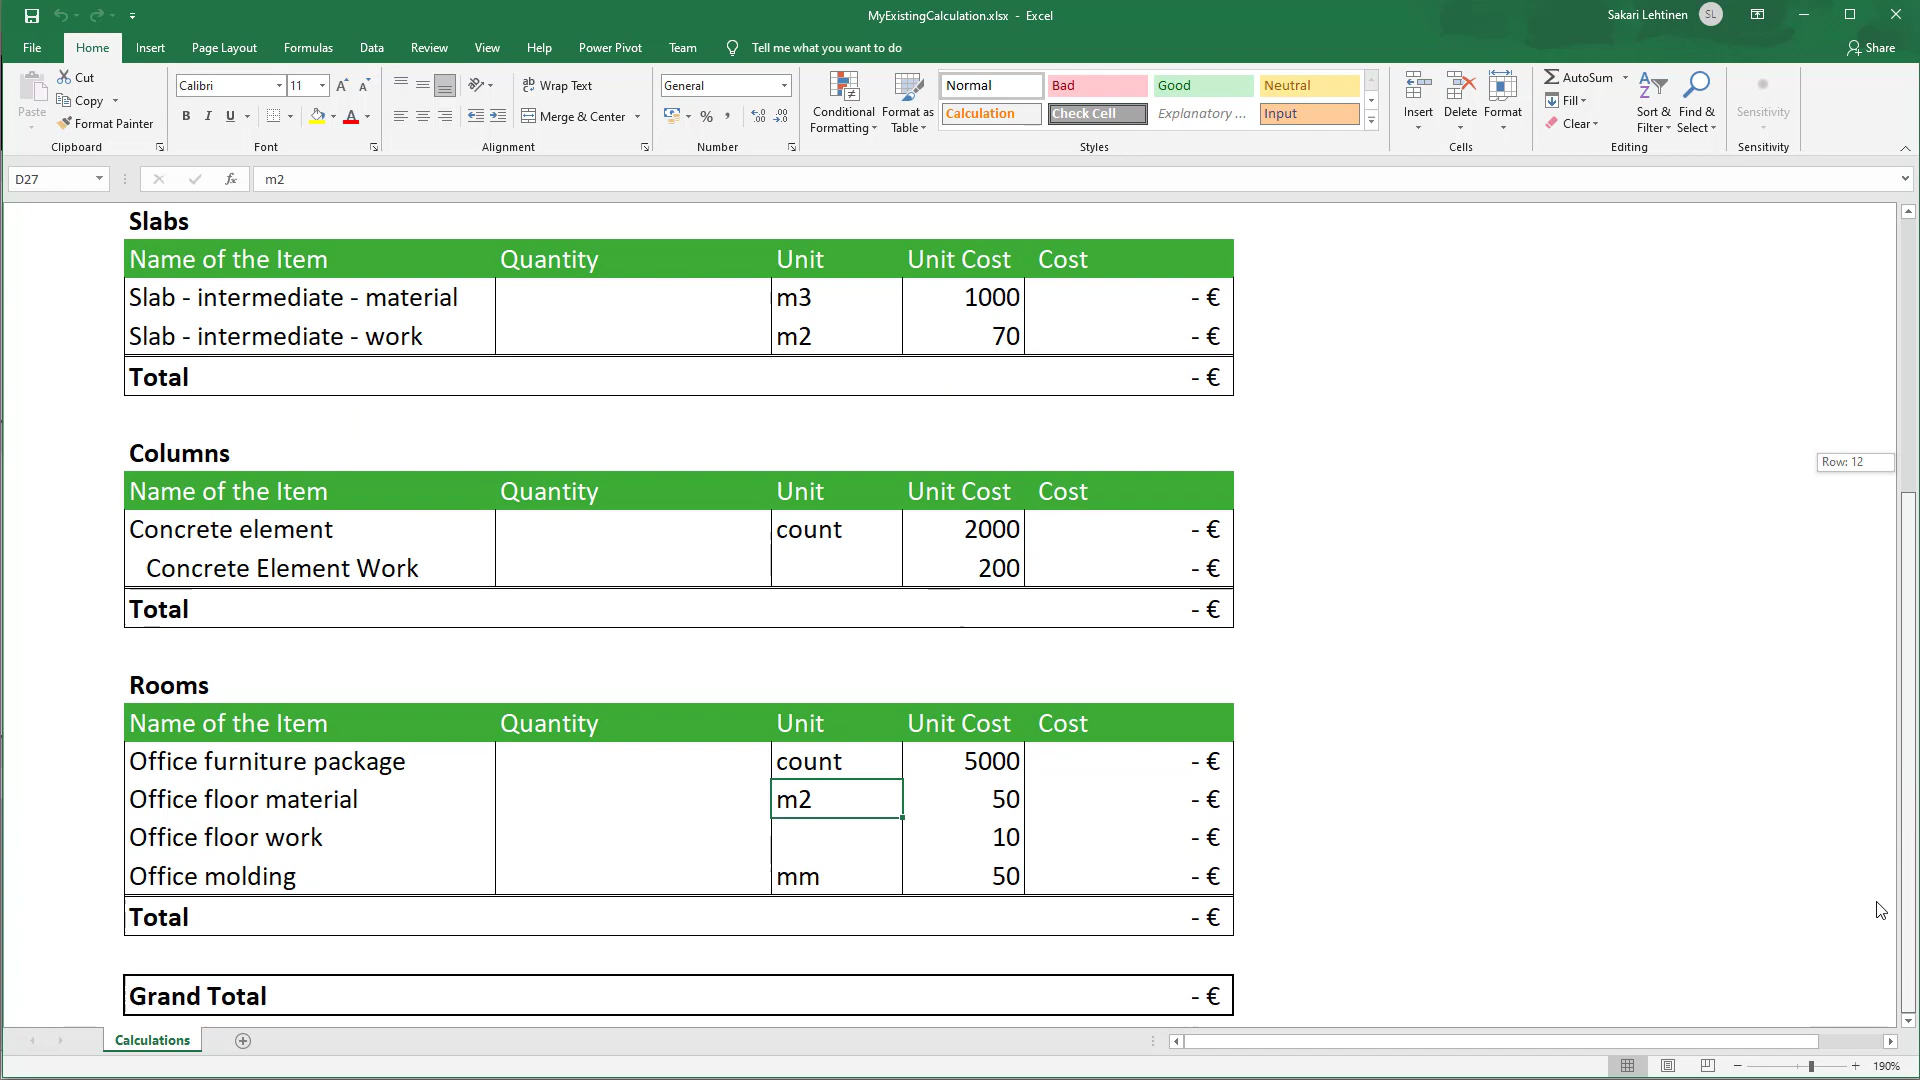 MyExistingCalculation.xlsx - Excel
Sakari Lehtinen SL
File Home Insert Page Layout Formulas Data Review View Help Power Pivot Team Tell me what you want to do Share
Paste Cut
Copy
Format Painter
Clipboard
Calibri 11 A A
B I U A
Font
ab Wrap Text
Merge & Center
Alignment
General
% ,
Number
Conditional Formatting
Format as Table
Normal Bad Good Neutral
Calculation Check Cell Explanatory ... Input
Styles
Insert Delete Format
Cells
AutoSum
Fill
Clear
Sort & Filter
Find & Select
Editing
Sensitivity
Sensitivity
D27 fx m2
Slabs
Name of the Item Quantity Unit Unit Cost Cost
Slab - intermediate - material m3 1000 - €
Slab - intermediate - work m2 70 - €
Total - €
Columns
Row: 12
Name of the Item Quantity Unit Unit Cost Cost
Concrete element count 2000 - €
Concrete Element Work 200 - €
Total - €
Rooms
Name of the Item Quantity Unit Unit Cost Cost
Office furniture package count 5000 - €
Office floor material m2 50 - €
Office floor work 10 - €
Office molding mm 50 - €
Total - €
Grand Total - €
Calculations
190%